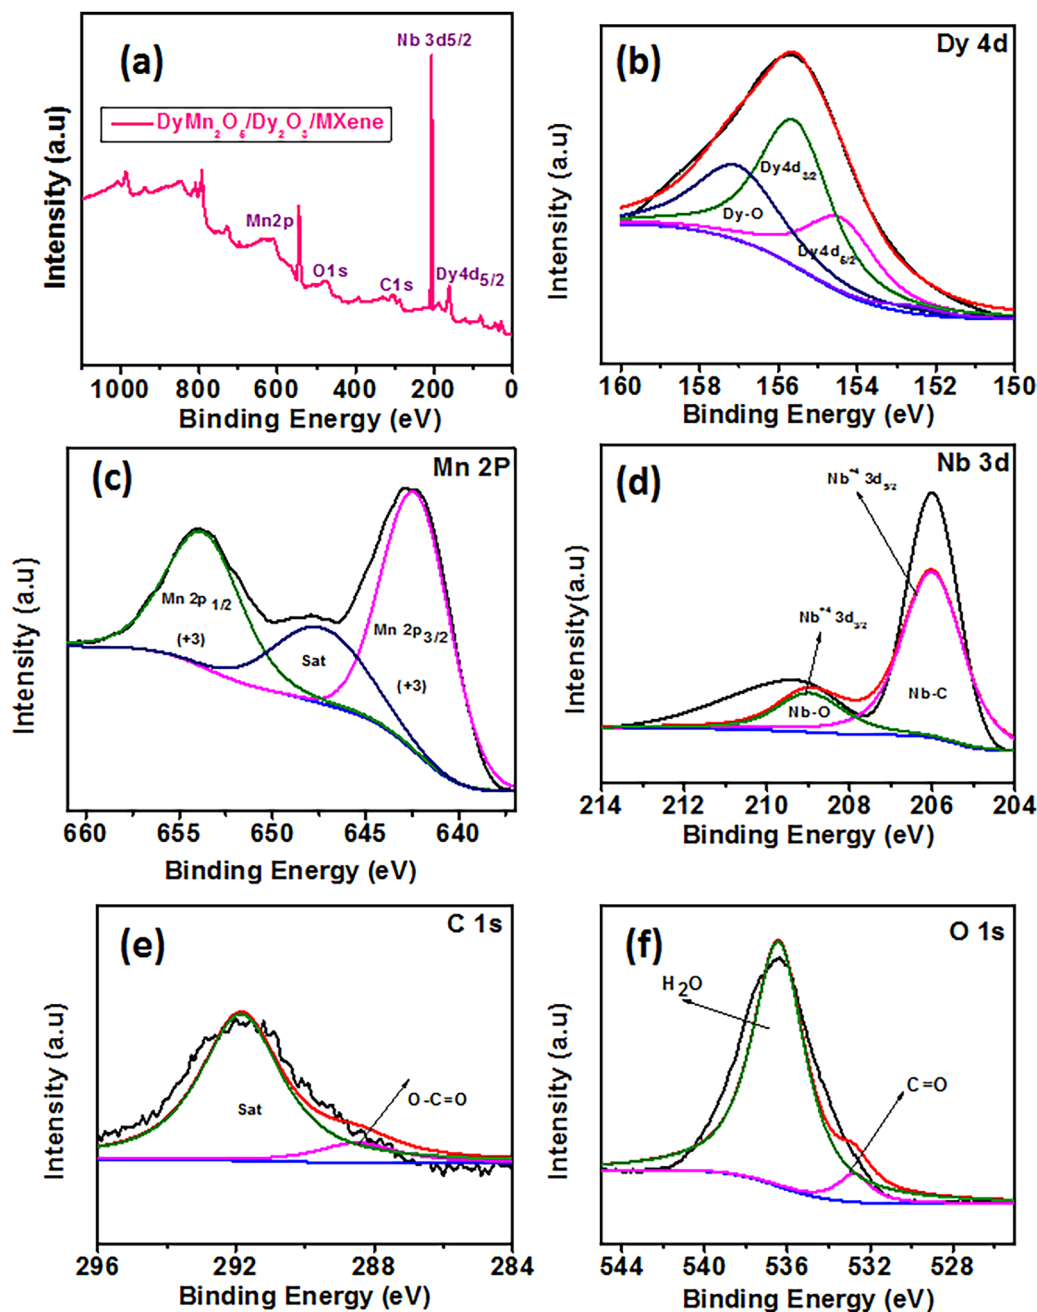 (a)
Nb 3d5/2
DyMn₂O₅/Dy₂O₃/MXene
Mn2p
O1s
C1s
Dy4d5/2
Intensity (a.u)
1000 800 600 400 200 0
Binding Energy (eV)
(b)
Dy 4d
Dy4d3/2
Dy-O
Dy4d5/2
Intensity (a.u)
160 158 156 154 152 150
Binding Energy (eV)
(c)
Mn 2P
Mn 2p 1/2
(+3)
Sat
Mn 2p3/2
(+3)
Intensity (a.u)
660 655 650 645 640
Binding Energy (eV)
(d)
Nb 3d
Nb+4 3d5/2
Nb+4 3d3/2
Nb-O
Nb-C
Intensity(a.u)
214 212 210 208 206 204
Binding Energy (eV)
(e)
C 1s
Sat
O-C=O
Intensity (a.u)
296 292 288 284
Binding Energy (eV)
(f)
O 1s
H₂O
C=O
Intensity (a.u)
544 540 536 532 528
Binding Energy (eV)